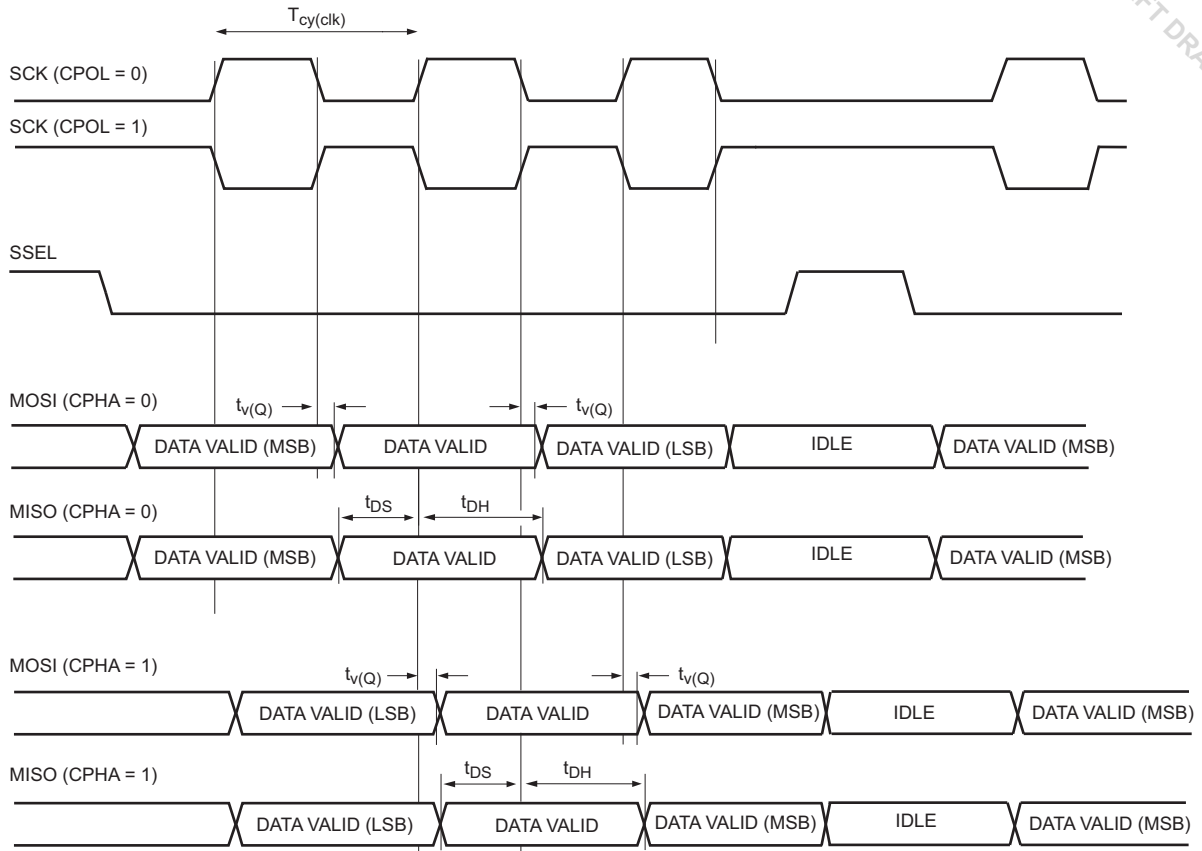 Tcy(clk)
SCK (CPOL = 0)
SCK (CPOL = 1)
SSEL
MOSI (CPHA = 0)
tv(Q) tv(Q)
DATA VALID (MSB) DATA VALID DATA VALID (LSB) IDLE DATA VALID (MSB)
MISO (CPHA = 0)
tDS tDH
DATA VALID (MSB) DATA VALID DATA VALID (LSB) IDLE DATA VALID (MSB)
MOSI (CPHA = 1)
tv(Q) tv(Q)
DATA VALID (LSB) DATA VALID DATA VALID (MSB) IDLE DATA VALID (MSB)
MISO (CPHA = 1)
tDS tDH
DATA VALID (LSB) DATA VALID DATA VALID (MSB) IDLE DATA VALID (MSB)